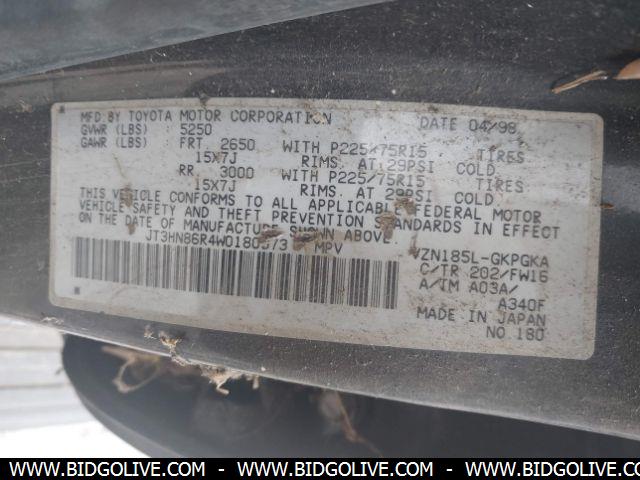 MFD BY TOYOTA MOTOR CORPORATION DATE 04/98
GVWR (LBS) : 5250
GAWR (LBS) : FRT 2650 WITH P225/75R15 TIRES
15X7J RIMS. AT 29PSI COLD.
RR 3000 WITH P225/75R15 TIRES
15X7J RIMS. AT 29PSI COLD.
THIS VEHICLE CONFORMS TO ALL APPLICABLE FEDERAL MOTOR
VEHICLE SAFETY AND THEFT PREVENTION STANDARDS IN EFFECT
ON THE DATE OF MANUFACTURE SHOWN ABOVE.
MPV VZN185L-GKPGKA
C/TR 202/FW16
A/TM A03A/
A340F
MADE IN JAPAN
NO.180
WWW.BIDGOLIVE.COM - WWW.BIDGOLIVE.COM - WWW.BIDGOLIVE.COM